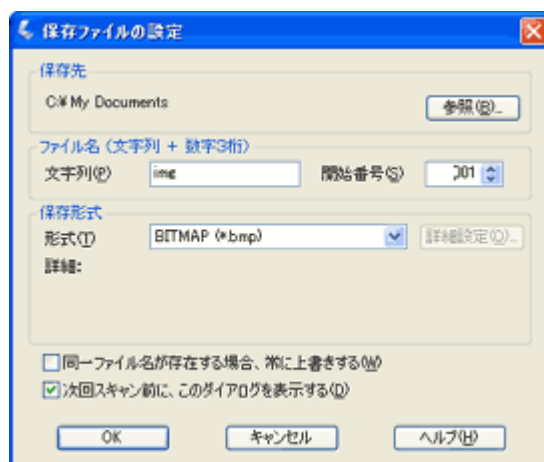 保存ファイルの設定
保存先
C:¥My Documents
参照(B)...
ファイル名 (文字列 + 数字3桁)
文字列(P) img 開始番号(S) 001
保存形式
形式(T) BITMAP (*.bmp) 詳細設定(O)...
詳細:
同一ファイル名が存在する場合、常に上書きする(W)
次回スキャン前に、このダイアログを表示する(D)
OK キャンセル ヘルプ(H)